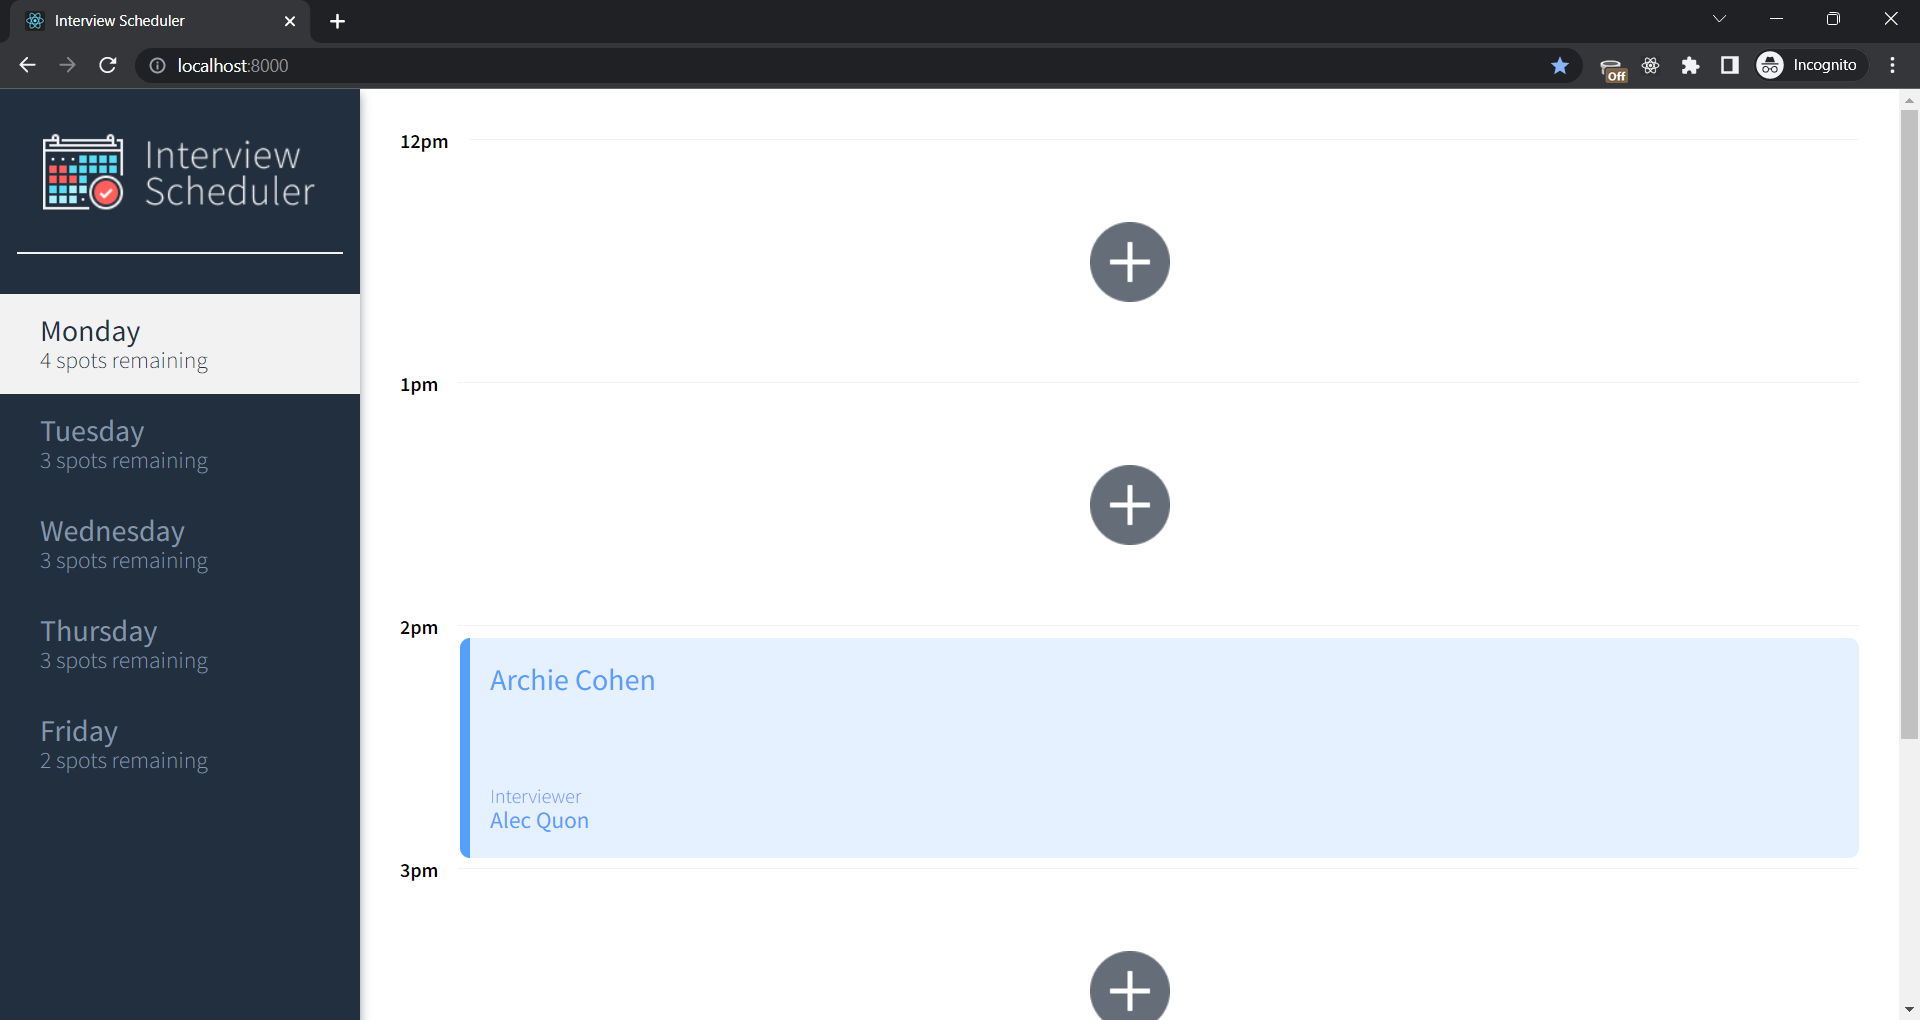 Interview Scheduler
localhost:8000
Off
Incognito
Interview
Scheduler
Monday
4 spots remaining
Tuesday
3 spots remaining
Wednesday
3 spots remaining
Thursday
3 spots remaining
Friday
2 spots remaining
12pm
1pm
2pm
Archie Cohen
Interviewer
Alec Quon
3pm